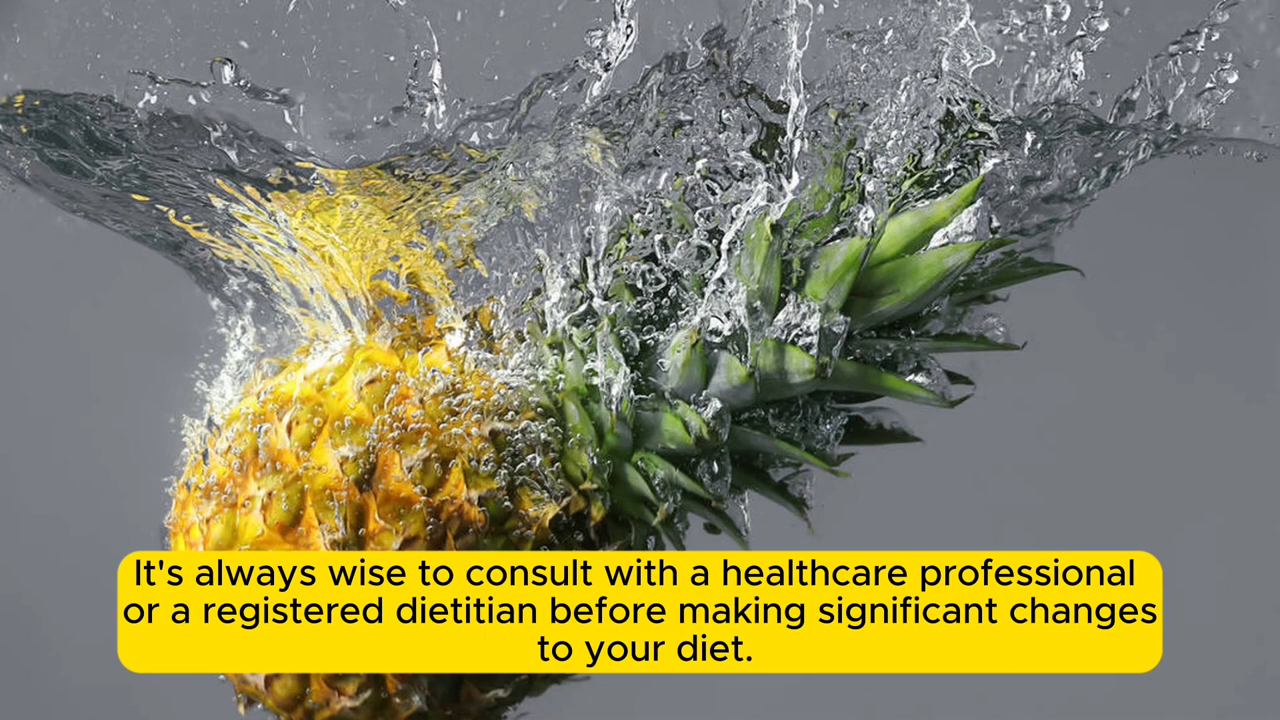 It's always wise to consult with a healthcare professional
or a registered dietitian before making significant changes
to your diet.